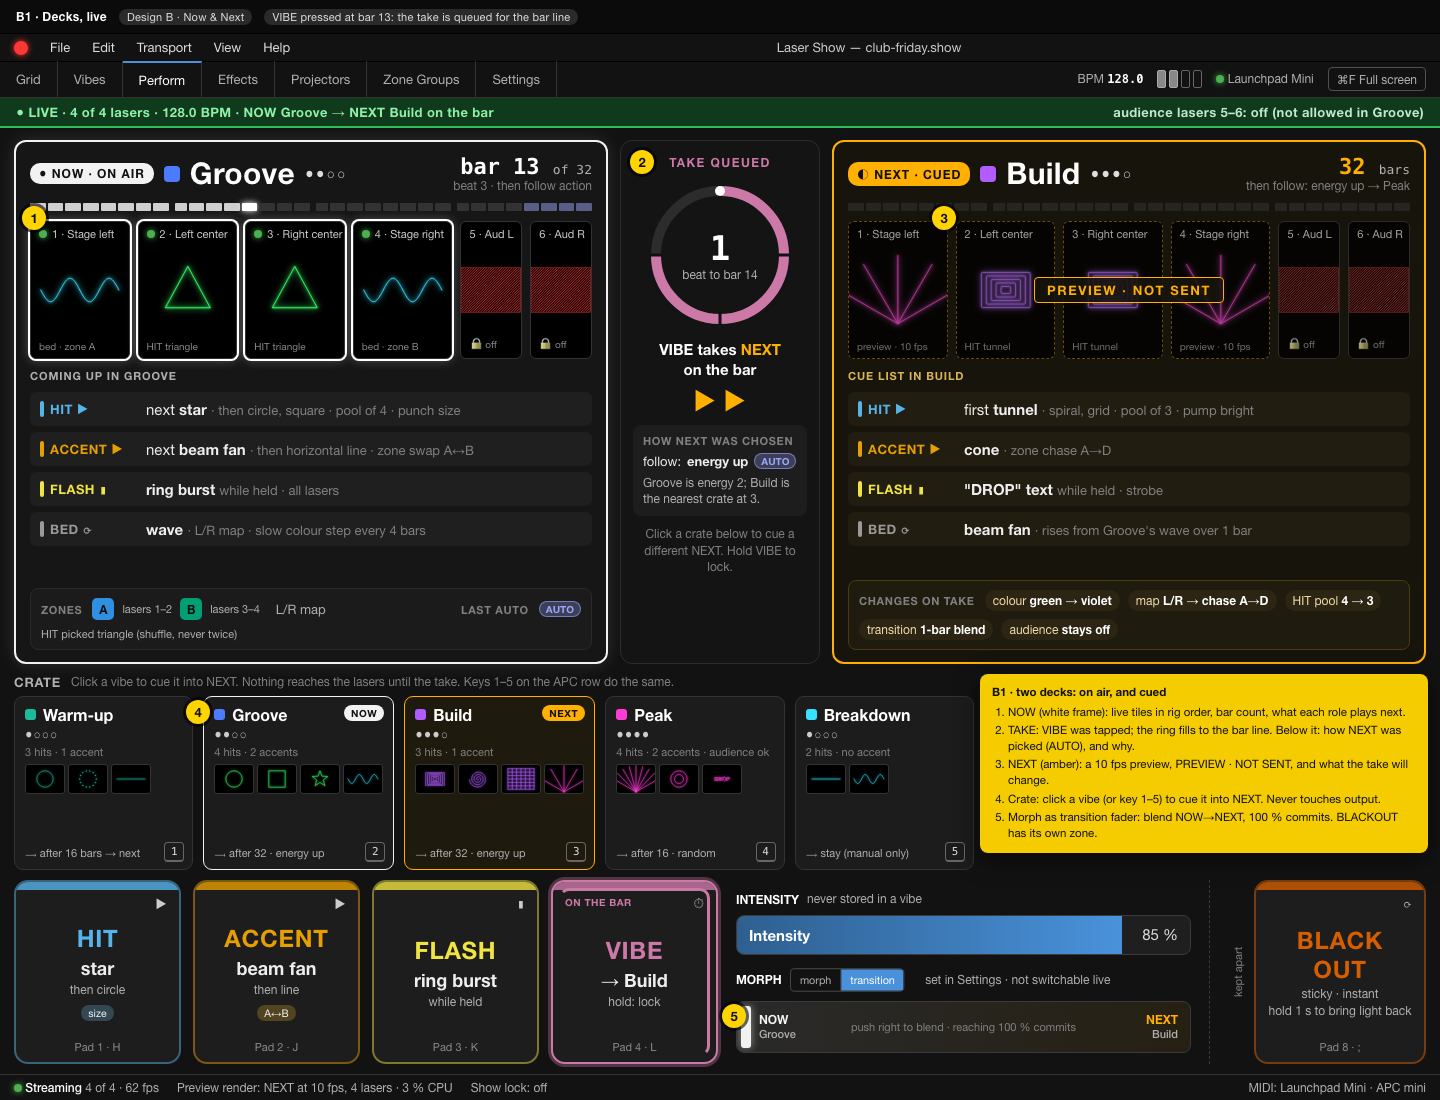 B1 · Decks, live
Design B · Now & Next
VIBE pressed at bar 13: the take is queued for the bar line
File Edit Transport View Help
Laser Show — club-friday.show
Grid Vibes Perform Effects Projectors Zone Groups Settings
BPM 128.0
Launchpad Mini
⌘F Full screen
● LIVE · 4 of 4 lasers · 128.0 BPM · NOW Groove → NEXT Build on the bar
audience lasers 5–6: off (not allowed in Groove)
● NOW · ON AIR
Groove ●●○○
bar 13 of 32
beat 3 · then follow action
1
1 · Stage left
bed · zone A
2 · Left center
HIT triangle
3 · Right center
HIT triangle
4 · Stage right
bed · zone B
5 · Aud L
off
6 · Aud R
off
COMING UP IN GROOVE
HIT ▶ next star · then circle, square · pool of 4 · punch size
ACCENT ▶ next beam fan · then horizontal line · zone swap A↔B
FLASH ▮ ring burst while held · all lasers
BED ⟳ wave · L/R map · slow colour step every 4 bars
ZONES A lasers 1–2 B lasers 3–4 L/R map LAST AUTO AUTO
HIT picked triangle (shuffle, never twice)
2
TAKE QUEUED
1
beat to bar 14
VIBE takes NEXT
on the bar
▶▶
HOW NEXT WAS CHOSEN
follow: energy up AUTO
Groove is energy 2; Build is
the nearest crate at 3.
Click a crate below to cue a
different NEXT. Hold VIBE to
lock.
◐ NEXT · CUED
Build ●●●○
32 bars
then follow: energy up → Peak
3
1 · Stage left
preview · 10 fps
2 · Left center
HIT tunnel
3 · Right center
HIT tunnel
4 · Stage right
preview · 10 fps
PREVIEW · NOT SENT
5 · Aud L
off
6 · Aud R
off
CUE LIST IN BUILD
HIT ▶ first tunnel · spiral, grid · pool of 3 · pump bright
ACCENT ▶ cone · zone chase A→D
FLASH ▮ "DROP" text while held · strobe
BED ⟳ beam fan · rises from Groove's wave over 1 bar
CHANGES ON TAKE colour green → violet map L/R → chase A→D HIT pool 4 → 3
transition 1-bar blend audience stays off
CRATE Click a vibe to cue it into NEXT. Nothing reaches the lasers until the take. Keys 1–5 on the APC row do the same.
Warm-up
●○○○
3 hits · 1 accent
→ after 16 bars → next 1
4
Groove NOW
●●○○
4 hits · 2 accents
→ after 32 · energy up 2
Build NEXT
●●●○
3 hits · 1 accent
→ after 32 · energy up 3
Peak
●●●●
4 hits · 2 accents · audience ok
DROP
→ after 16 · random 4
Breakdown
●○○○
2 hits · no accent
→ stay (manual only) 5
B1 · two decks: on air, and cued
1. NOW (white frame): live tiles in rig order, bar count, what each role plays next.
2. TAKE: VIBE was tapped; the ring fills to the bar line. Below it: how NEXT was
picked (AUTO), and why.
3. NEXT (amber): a 10 fps preview, PREVIEW · NOT SENT, and what the take will
change.
4. Crate: click a vibe (or key 1–5) to cue it into NEXT. Never touches output.
5. Morph as transition fader: blend NOW→NEXT, 100 % commits. BLACKOUT
has its own zone.
▶
HIT
star
then circle
size
Pad 1 · H
▶
ACCENT
beam fan
then line
A↔B
Pad 2 · J
▮
FLASH
ring burst
while held
Pad 3 · K
ON THE BAR ⏱
VIBE
→ Build
hold: lock
Pad 4 · L
INTENSITY never stored in a vibe
Intensity 85 %
MORPH morph transition set in Settings · not switchable live
5
NOW
Groove
push right to blend · reaching 100 % commits
NEXT
Build
kept apart
⟳
BLACK
OUT
sticky · instant
hold 1 s to bring light back
Pad 8 · ;
Streaming 4 of 4 · 62 fps
Preview render: NEXT at 10 fps, 4 lasers · 3 % CPU
Show lock: off
MIDI: Launchpad Mini · APC mini